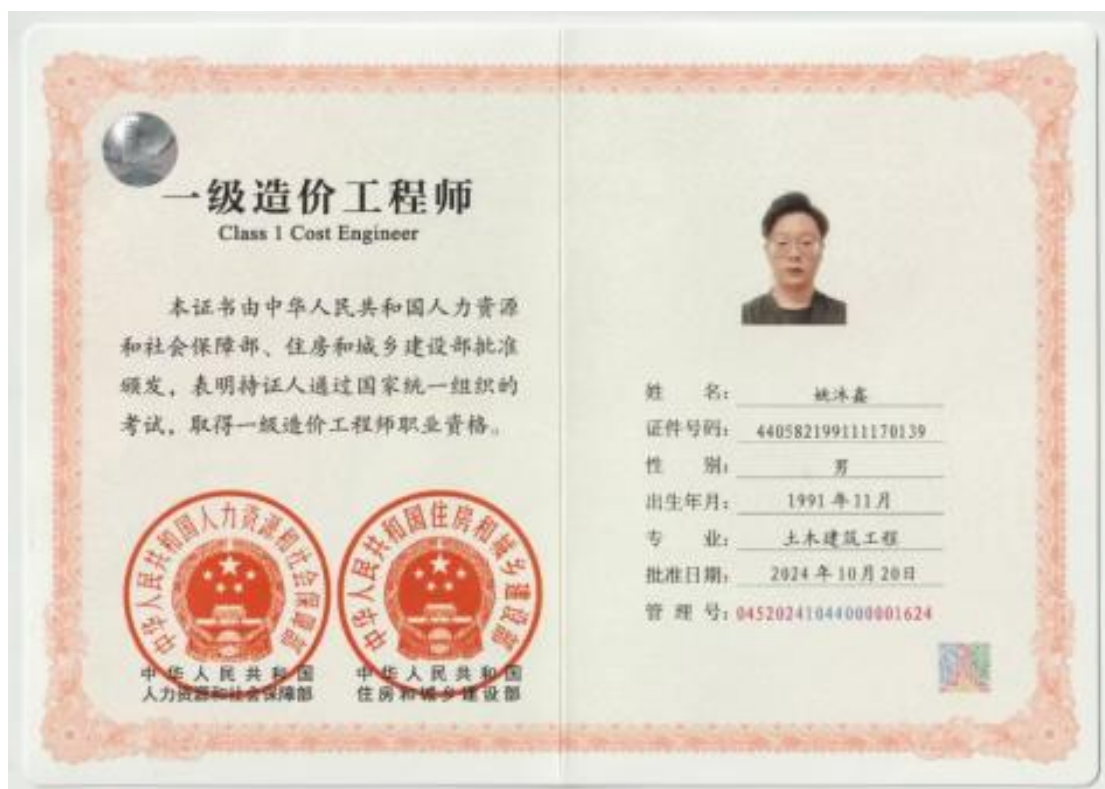 一级造价工程师
Class 1 Cost Engineer
本证书由中华人民共和国人力资源
和社会保障部、住房和城乡建设部批准
颁发，表明持证人通过国家统一组织的
考试，取得一级造价工程师职业资格。
中华人民共和国人力资源和社会保障部
中华人民共和国住房和城乡建设部
中华人民共和国
人力资源和社会保障部
中华人民共和国
住房和城乡建设部
姓 名： 姚沐鑫
证件号码： 440582199111170139
性 别： 男
出生年月： 1991年11月
专 业： 土木建筑工程
批准日期： 2024年10月20日
管 理 号： 04520241044000001624